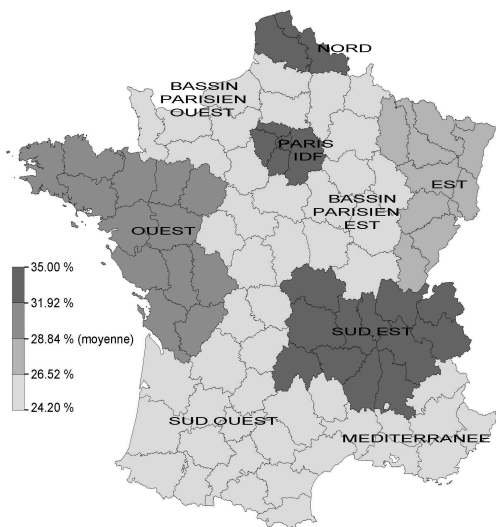 NORD
BASSIN
PARISIEN
OUEST
PARIS
IDF
EST
BASSIN
PARISIEN
EST
OUEST
35.00 %
31.92 %
28.84 % (moyenne)
26.52 %
24.20 %
SUD EST
SUD OUEST
MEDITERRANEE